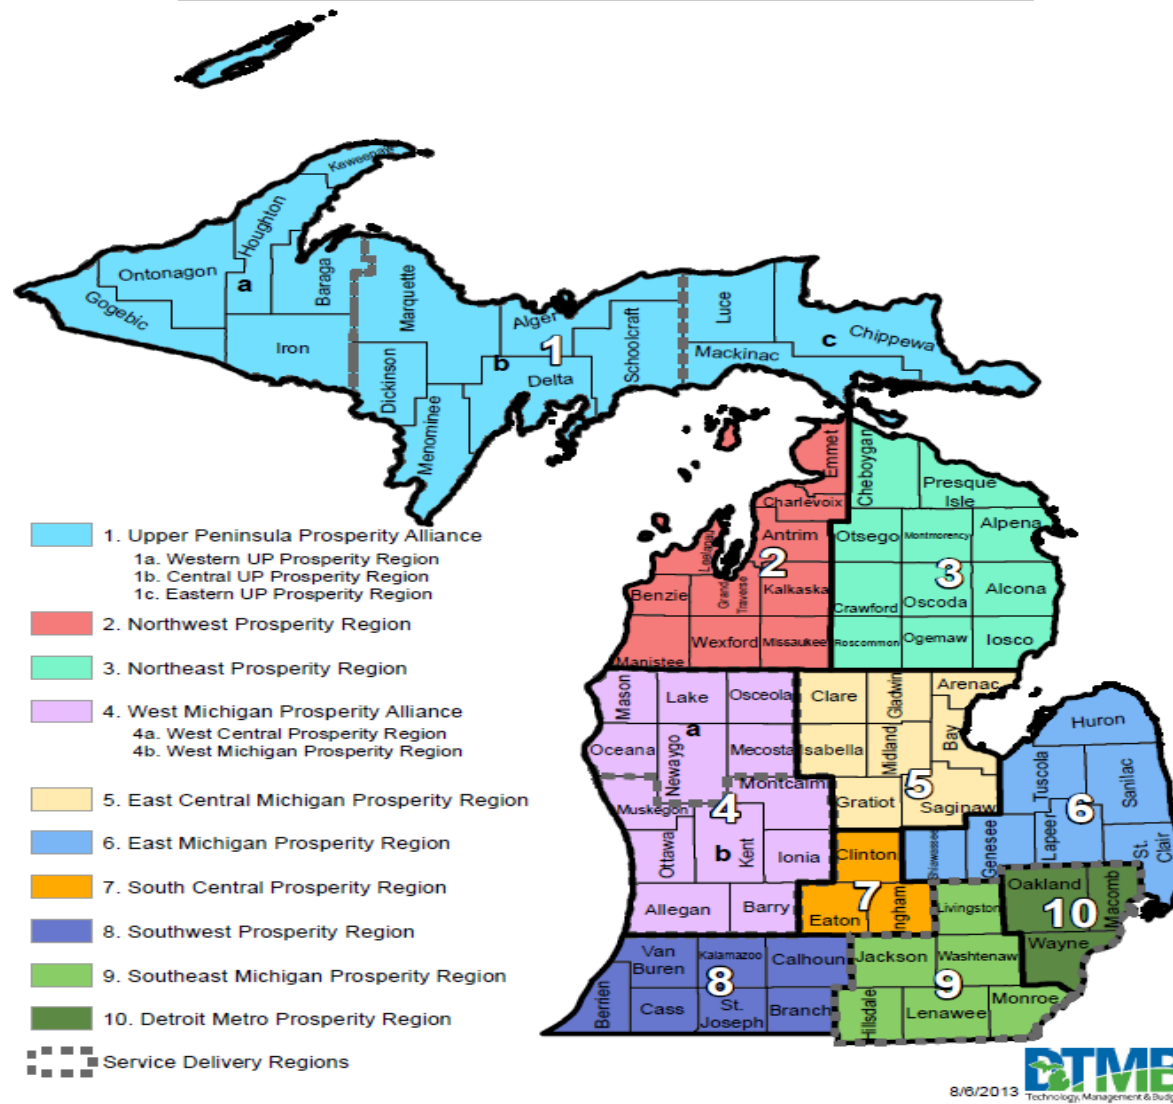 Keweenaw
Houghton
Ontonagon
a
Baraga
Gogebic
Marquette
Iron
Alger
1
b
Delta
Schoolcraft
Luce
c
Chippewa
Mackinac
Dickinson
Menominee
Emmet
Cheboygan
Presque
Isle
Charlevoix
Antrim
Otsego
Montmorency
Alpena
Leelanau
2
3
Benzie
Grand
Traverse
Kalkaska
Crawford
Oscoda
Alcona
Manistee
Wexford
Missaukee
Roscommon
Ogemaw
Iosco
Mason
Lake
Osceola
Clare
Gladwin
Arenac
a
Oceana
Newaygo
Mecosta
Isabella
Midland
Bay
Huron
Muskegon
Montcalm
4
Gratiot
5
Saginaw
Tuscola
Sanilac
6
Ottawa
b
Kent
Ionia
Clinton
Shiawassee
Genesee
Lapeer
St.
Clair
Allegan
Barry
Eaton
7
Ingham
Livingston
Oakland
Macomb
10
Wayne
Van
Buren
Kalamazoo
Calhoun
Jackson
Washtenaw
8
9
Berrien
Cass
St.
Joseph
Branch
Hillsdale
Lenawee
Monroe
1. Upper Peninsula Prosperity Alliance
1a. Western UP Prosperity Region
1b. Central UP Prosperity Region
1c. Eastern UP Prosperity Region
2. Northwest Prosperity Region
3. Northeast Prosperity Region
4. West Michigan Prosperity Alliance
4a. West Central Prosperity Region
4b. West Michigan Prosperity Region
5. East Central Michigan Prosperity Region
6. East Michigan Prosperity Region
7. South Central Prosperity Region
8. Southwest Prosperity Region
9. Southeast Michigan Prosperity Region
10. Detroit Metro Prosperity Region
Service Delivery Regions
8/6/2013
DTMB
Technology, Management & Budg